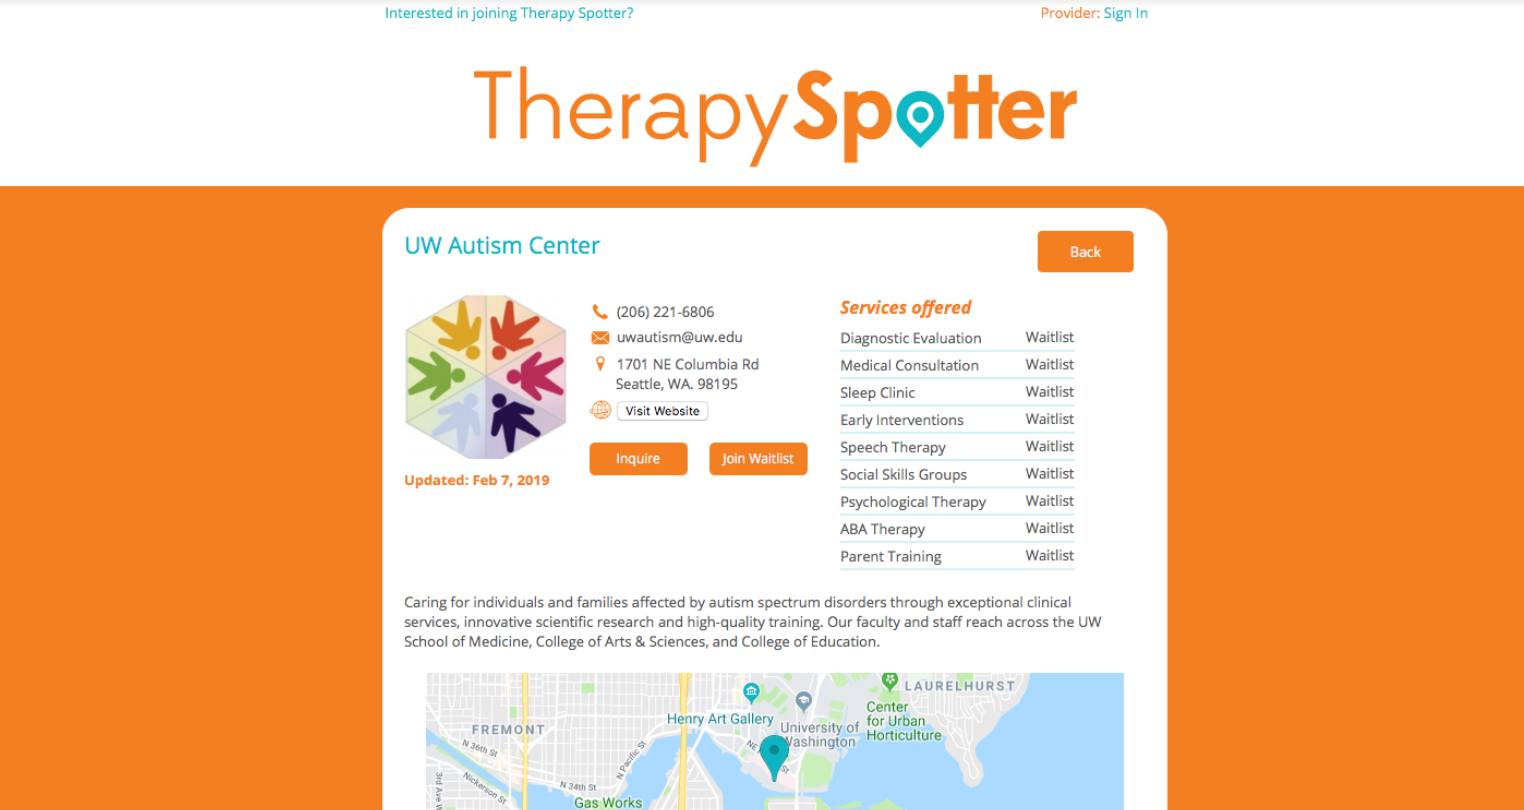 Interested in joining Therapy Spotter?
Provider: Sign In
TherapySpotter
UW Autism Center
Back
(206) 221-6806
uwautism@uw.edu
1701 NE Columbia Rd
Seattle, WA. 98195
Visit Website
Inquire
Join Waitlist
Updated: Feb 7, 2019
Services offered
Diagnostic Evaluation Waitlist
Medical Consultation Waitlist
Sleep Clinic Waitlist
Early Interventions Waitlist
Speech Therapy Waitlist
Social Skills Groups Waitlist
Psychological Therapy Waitlist
ABA Therapy Waitlist
Parent Training Waitlist
Caring for individuals and families affected by autism spectrum disorders through exceptional clinical
services, innovative scientific research and high-quality training. Our faculty and staff reach across the UW
School of Medicine, College of Arts & Sciences, and College of Education.
LAURELHURST
Center
for Urban
Horticulture
Henry Art Gallery
University of
Washington
FREMONT
N 36th St
N Pacific St
Nickerson St
N 34th St
3rd Ave W
Gas Works